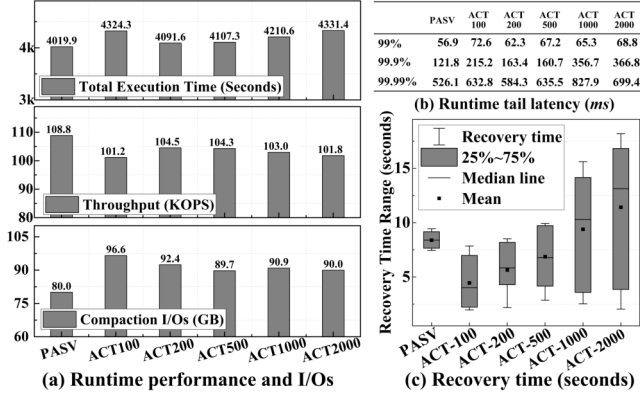 4324.3
4331.4
4210.6
4019.9
4091.6
4107.3
4k
Total Execution Time (Seconds)
3k
110
108.8
105
104.5
104.3
103.0
101.2
101.8
100
90
Throughput (KOPS)
80
105
96.6
92.4
89.7
90.9
90.0
90
80.0
75
Compaction I/Os (GB)
60
PASV ACT100 ACT200 ACT500 ACT1000 ACT2000
(a) Runtime performance and I/Os
PASV ACT 100 ACT 200 ACT 500 ACT 1000 ACT 2000
99% 56.9 72.6 62.3 67.2 65.3 68.8
99.9% 121.8 215.2 163.4 160.7 356.7 366.8
99.99% 526.1 632.8 584.3 635.5 827.9 699.4
(b) Runtime tail latency (ms)
Recovery Time Range (seconds)
Recovery time
25%~75%
Median line
Mean
15
10
5
PASV ACT-100 ACT-200 ACT-500 ACT-1000 ACT-2000
(c) Recovery time (seconds)